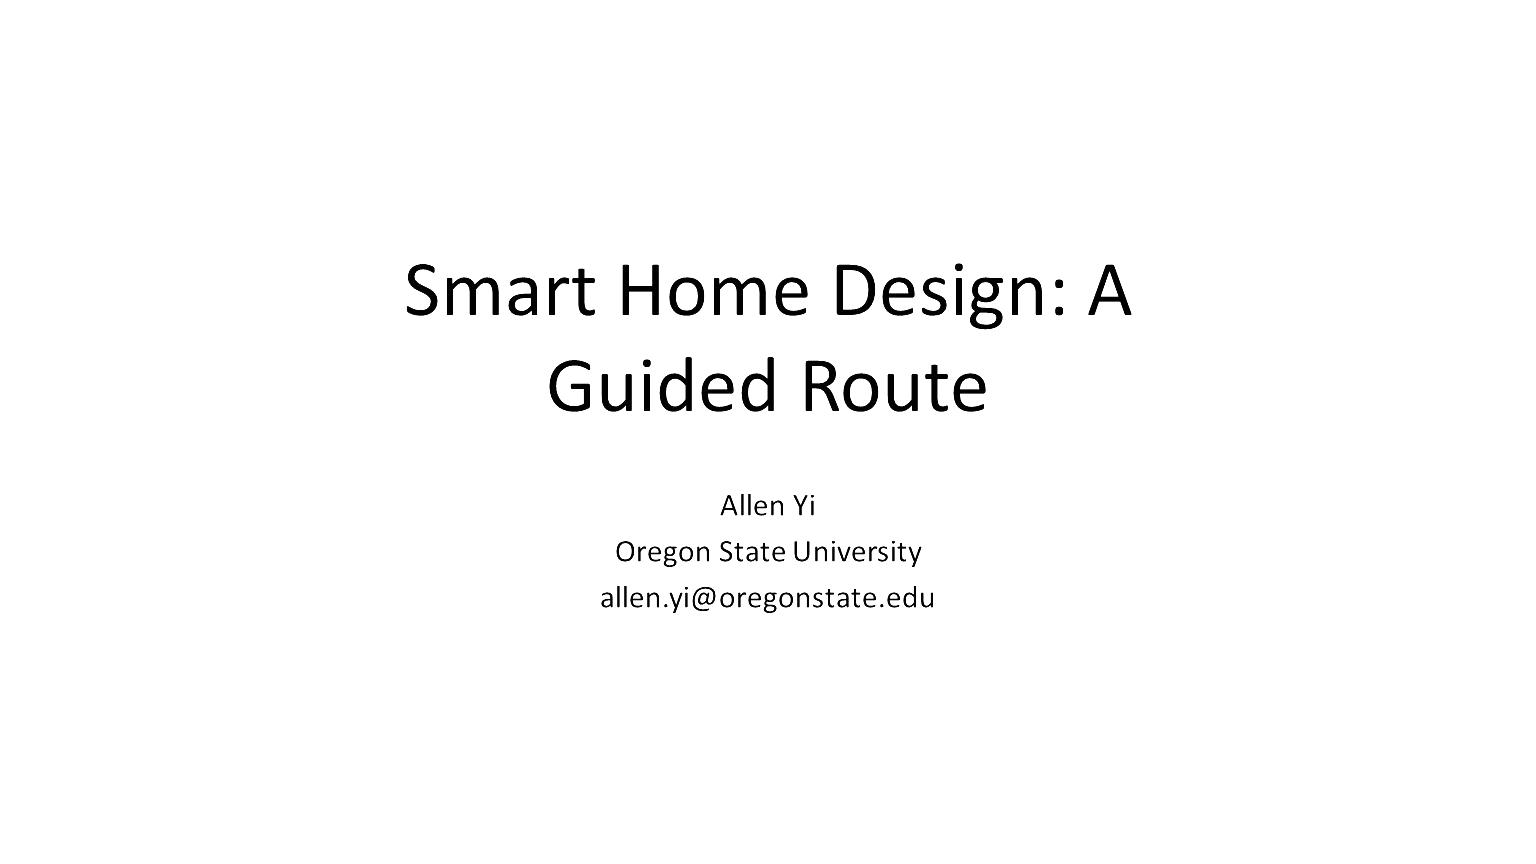 Smart Home Design: A
Guided Route
Allen Yi
Oregon State University
allen.yi@oregonstate.edu